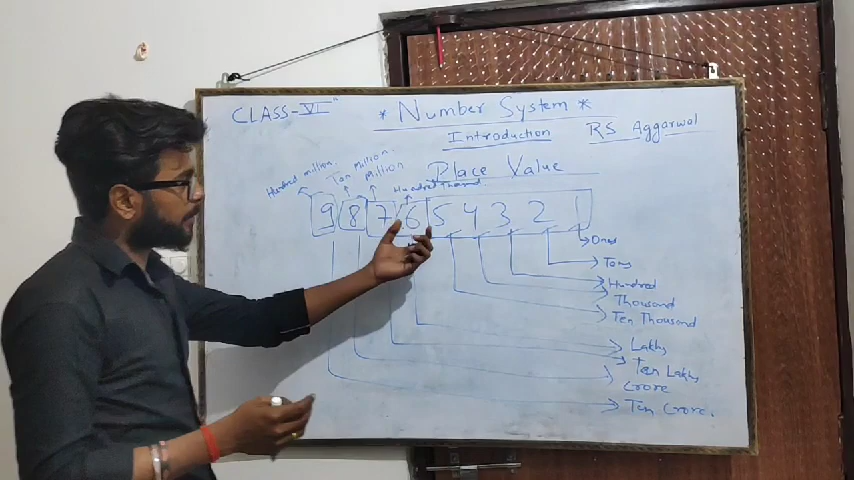 CLASS-VI
* Number System *
Introduction
RS Aggarwal
Place Value
Hundred million.
Ten Million.
Million
Hundred Thousand
9 8 7 6 5 4 3 2 1
Ones
Tens
Hundred
Thousand
Ten Thousand
Lakhs
Ten Lakhs
Crore
Ten Crore.